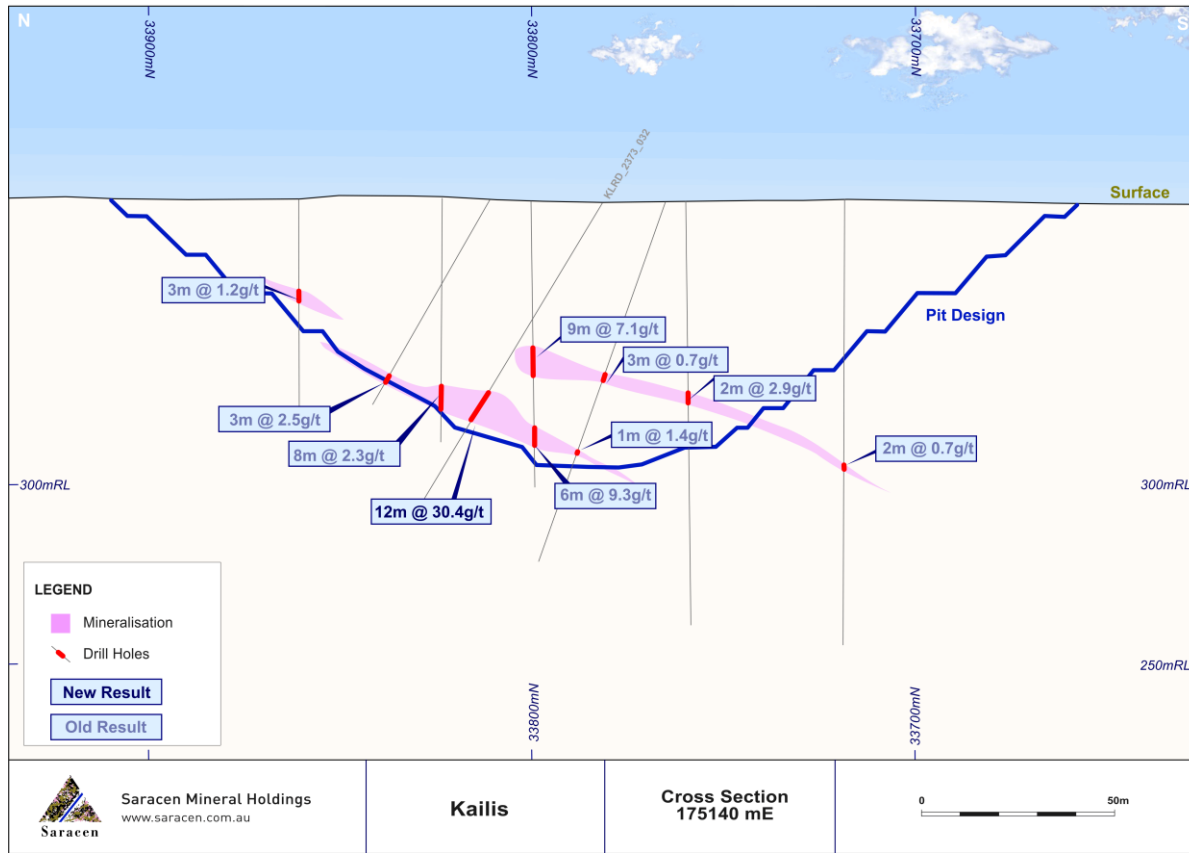 N
S
33900mN
33800mN
33700mN
KLRD_2373_032
Surface
3m @ 1.2g/t
9m @ 7.1g/t
Pit Design
3m @ 0.7g/t
2m @ 2.9g/t
3m @ 2.5g/t
1m @ 1.4g/t
8m @ 2.3g/t
2m @ 0.7g/t
300mRL
300mRL
6m @ 9.3g/t
12m @ 30.4g/t
LEGEND
Mineralisation
Drill Holes
New Result
Old Result
250mRL
33800mN
33700mN
Saracen
Saracen Mineral Holdings
www.saracen.com.au
Kailis
Cross Section
175140 mE
0
50m